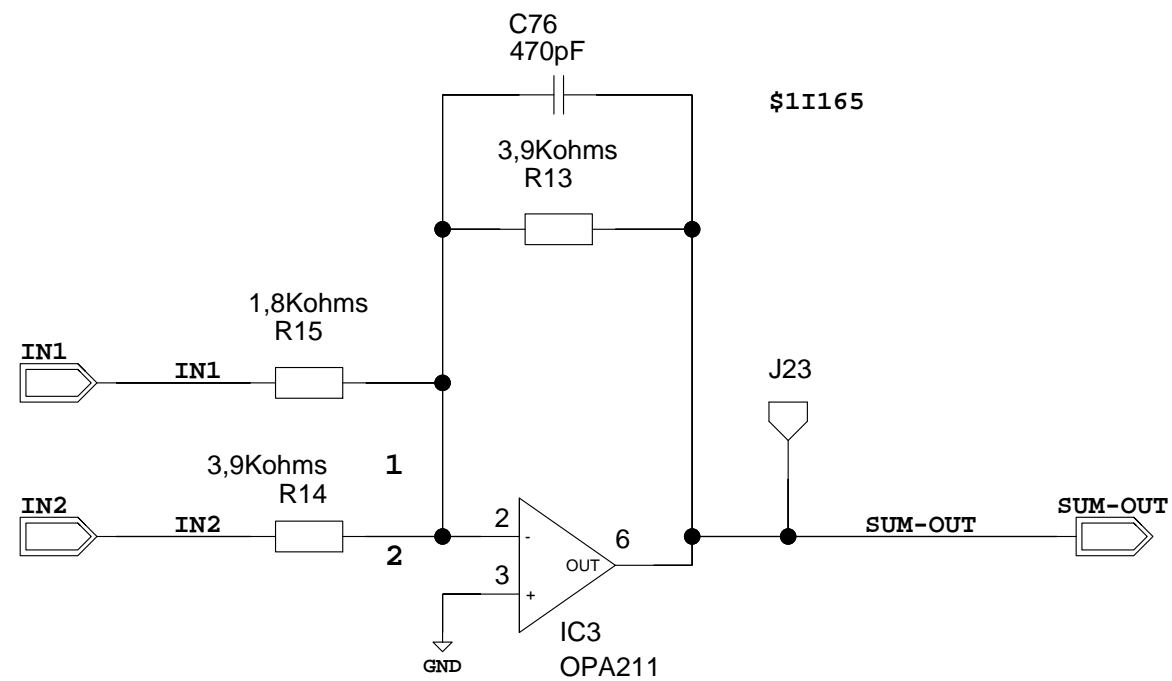 C76
470pF
$1I165
3,9Kohms
R13
1,8Kohms
R15
IN1
IN1
J23
3,9Kohms
R14
1
IN2
IN2
2
2
-
6
OUT
3
+
SUM-OUT
SUM-OUT
GND
IC3
OPA211